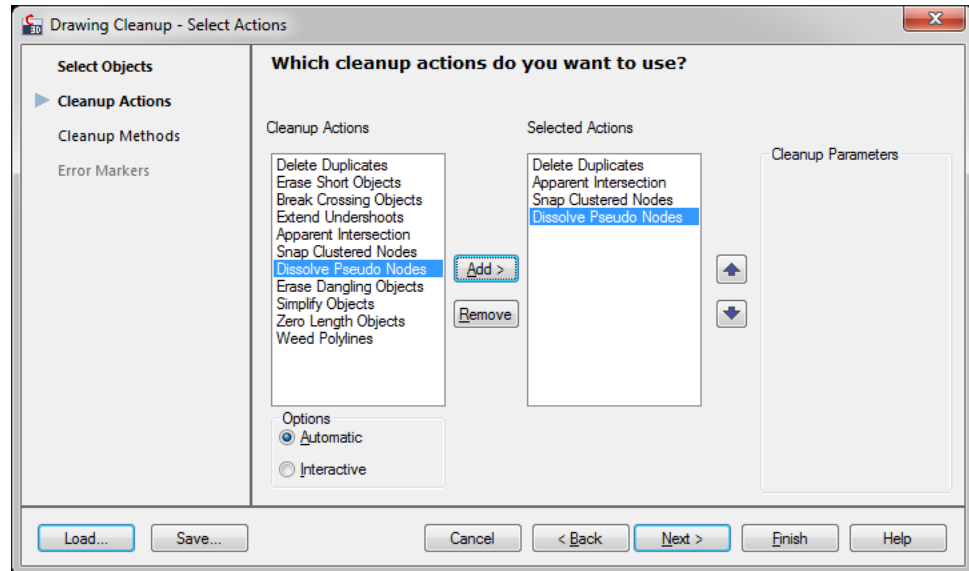 Drawing Cleanup - Select Actions
Select Objects
Cleanup Actions
Cleanup Methods
Error Markers
Which cleanup actions do you want to use?
Cleanup Actions
Delete Duplicates
Erase Short Objects
Break Crossing Objects
Extend Undershoots
Apparent Intersection
Snap Clustered Nodes
Dissolve Pseudo Nodes
Erase Dangling Objects
Simplify Objects
Zero Length Objects
Weed Polylines
Options
Automatic
Interactive
Add >
Remove
Selected Actions
Delete Duplicates
Apparent Intersection
Snap Clustered Nodes
Dissolve Pseudo Nodes
Cleanup Parameters
Load...
Save...
Cancel
< Back
Next >
Finish
Help